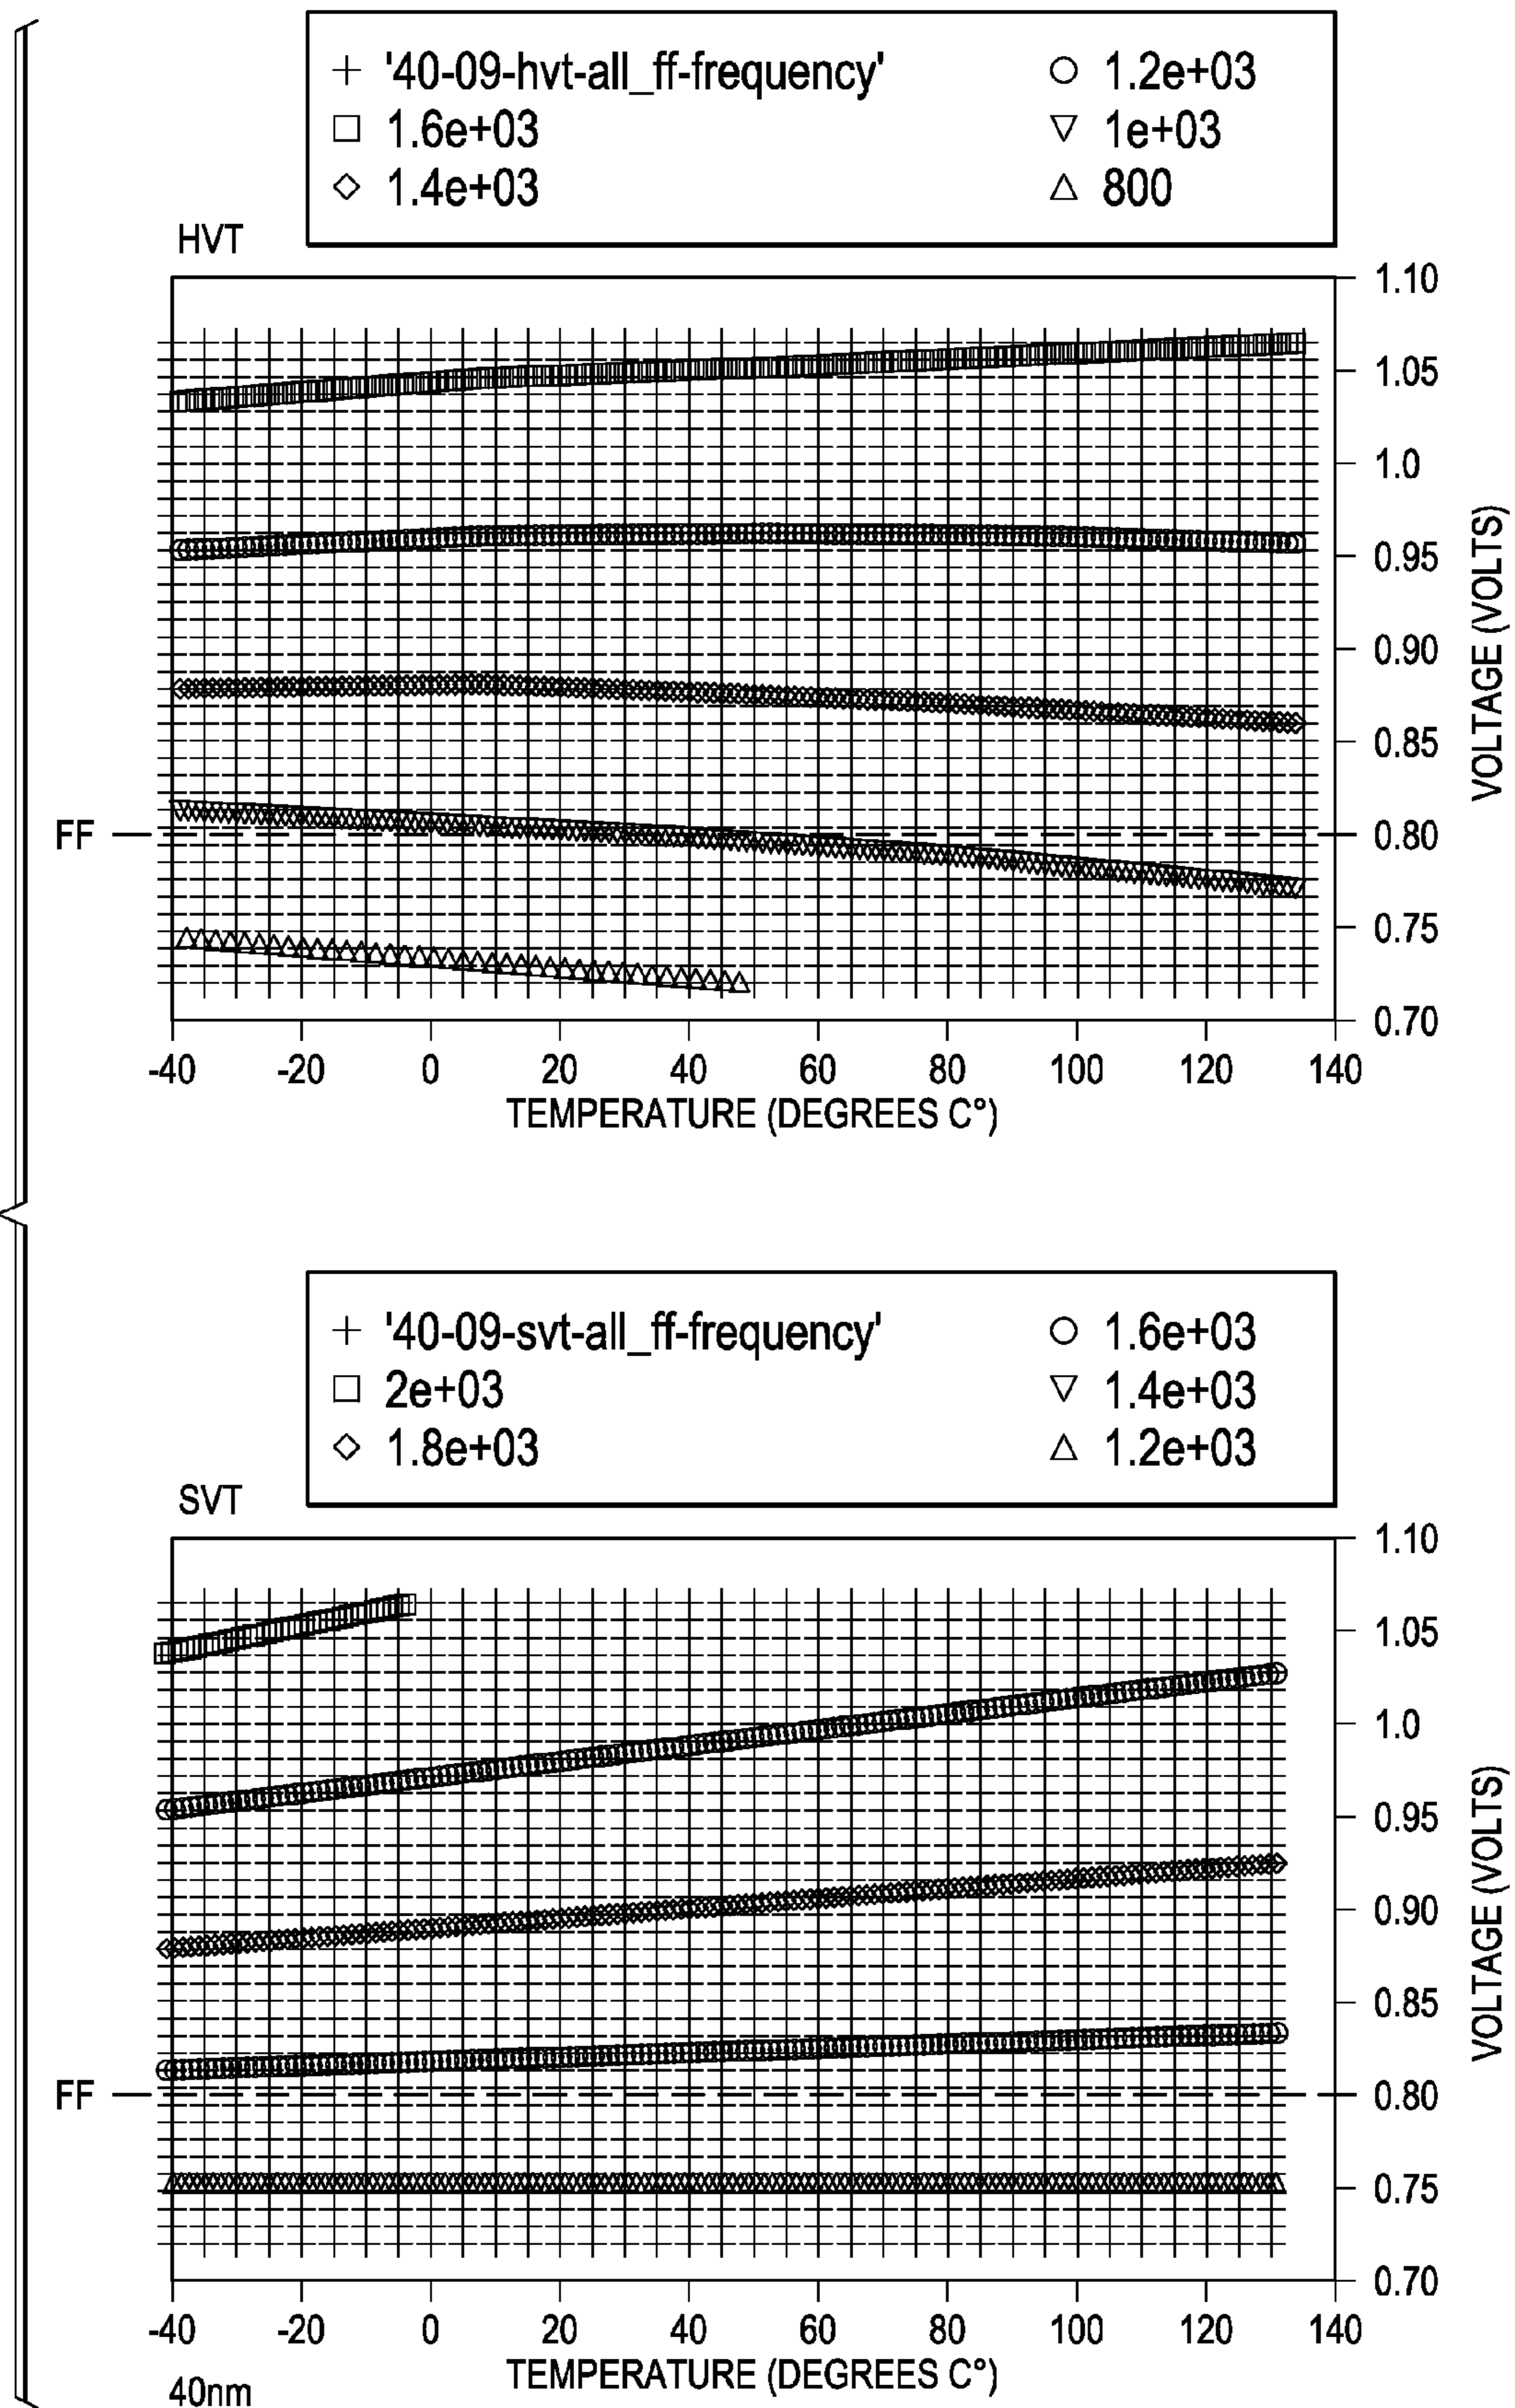 + '40-09-hvt-all_ff-frequency'
□ 1.6e+03
◇ 1.4e+03
○ 1.2e+03
▽ 1e+03
△ 800
HVT
1.10
1.05
1.0
0.95
0.90
0.85
0.80
0.75
0.70
VOLTAGE (VOLTS)
FF
-40 -20 0 20 40 60 80 100 120 140
TEMPERATURE (DEGREES C°)
+ '40-09-svt-all_ff-frequency'
□ 2e+03
◇ 1.8e+03
○ 1.6e+03
▽ 1.4e+03
△ 1.2e+03
SVT
1.10
1.05
1.0
0.95
0.90
0.85
0.80
0.75
0.70
VOLTAGE (VOLTS)
FF
-40 -20 0 20 40 60 80 100 120 140
TEMPERATURE (DEGREES C°)
40nm